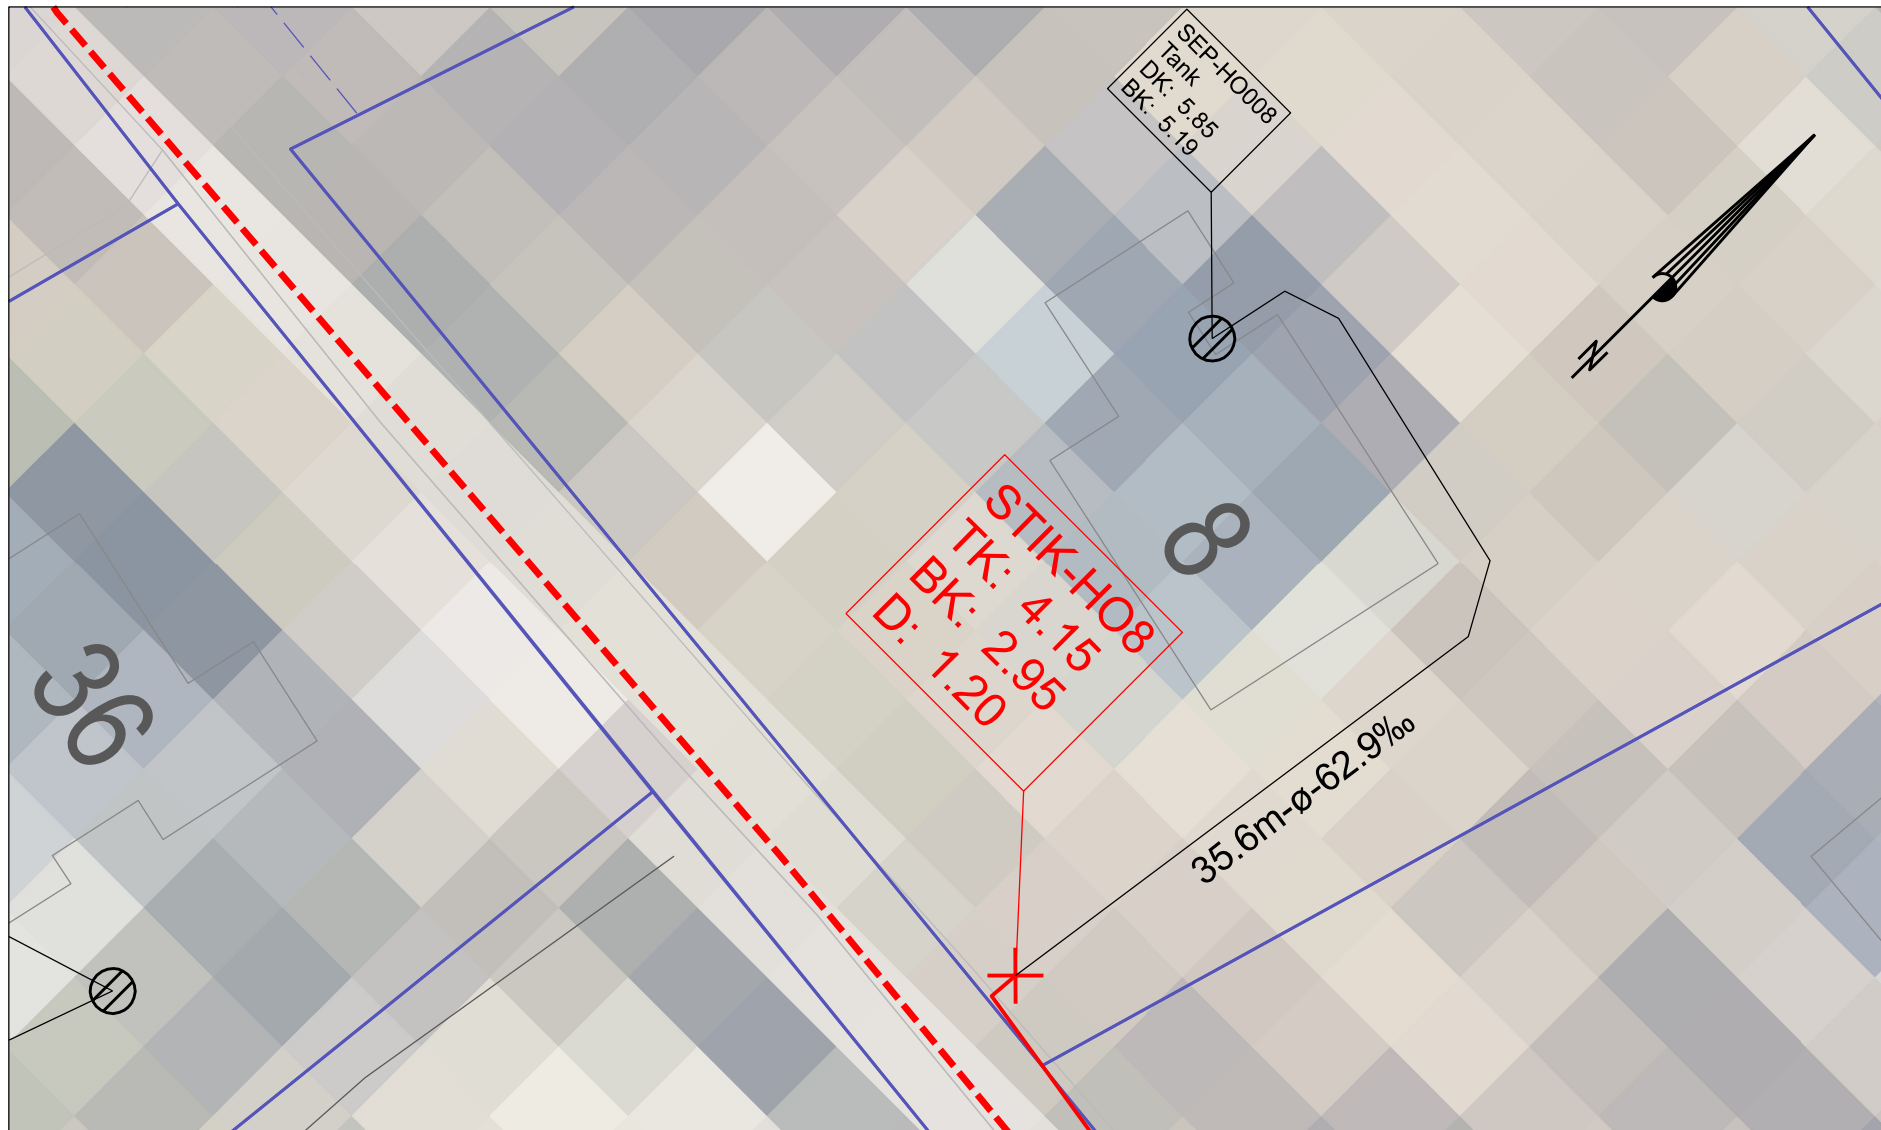 SEP-HO008
Tank
DK: 5.85
BK: 5.19
N
STIK-HO8
TK: 4.15
BK: 2.95
D: 1.20
8
36
35.6m-ø-62.9‰